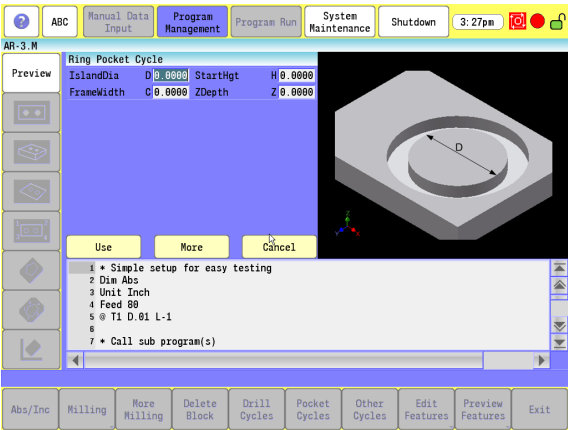 ? ABC Manual Data Input Program Management Program Run System Maintenance Shutdown 3:27pm
AR-3.M
Preview
Ring Pocket Cycle
IslandDia D 0.0000 StartHgt H 0.0000
FrameWidth C 0.0000 ZDepth Z 0.0000
D
Z
Y X
Use More Cancel
1 * Simple setup for easy testing
2 Dim Abs
3 Unit Inch
4 Feed 80
5 @ T1 D.01 L-1
6
7 * Call sub program(s)
Abs/Inc Milling More Milling Delete Block Drill Cycles Pocket Cycles Other Cycles Edit Features Preview Features Exit